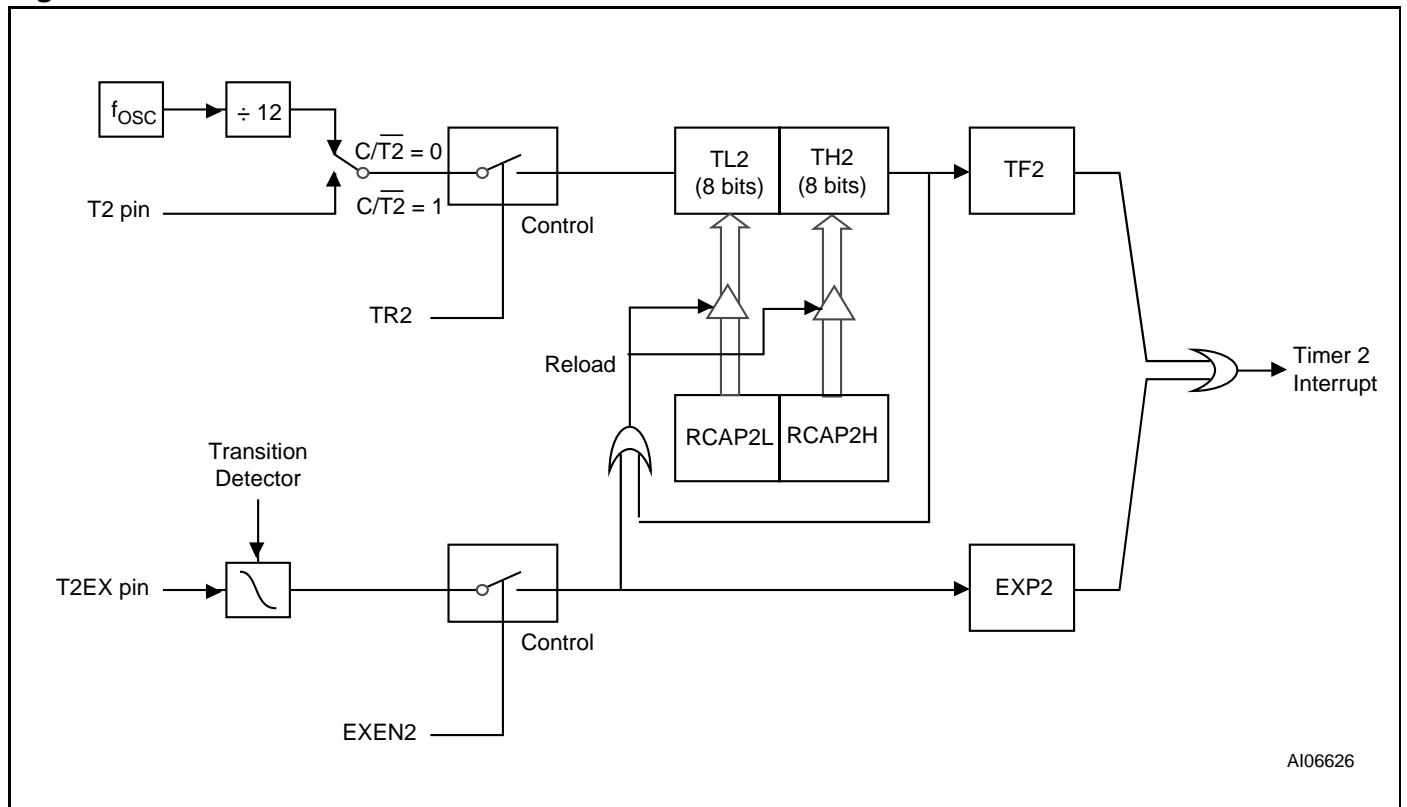 fOSC
÷ 12
C/T2 = 0
TL2
(8 bits)
TH2
(8 bits)
TF2
T2 pin
C/T2 = 1
Control
TR2
Reload
Timer 2
Interrupt
RCAP2L
RCAP2H
Transition
Detector
T2EX pin
EXP2
Control
EXEN2
AI06626